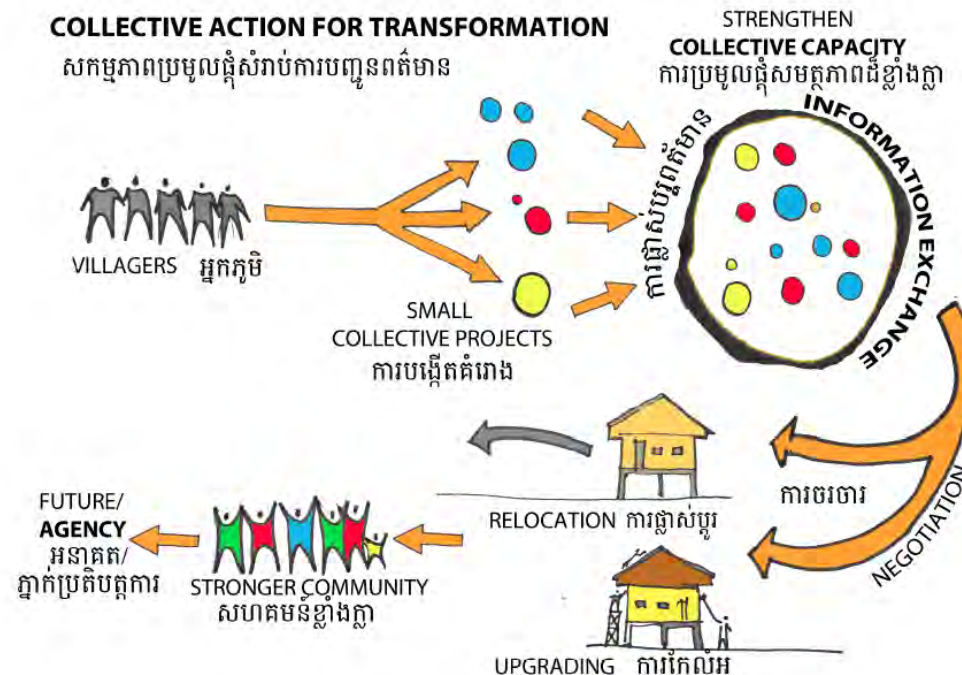 COLLECTIVE ACTION FOR TRANSFORMATION
សកម្មភាពប្រមូលផ្តុំសំរាប់ការបញ្ជូនពត៌មាន
STRENGTHEN
COLLECTIVE CAPACITY
ការប្រមូលផ្តុំសមត្ថភាពដ៏ខ្លាំងក្លា
VILLAGERS អ្នកភូមិ
SMALL
COLLECTIVE PROJECTS
ការបង្កើតគំរោង
ការផ្លាស់ប្តូរព័ត៌មាន
INFORMATION EXCHANGE
NEGOTIATION
ការចរចារ
RELOCATION ការផ្លាស់ប្តូរ
UPGRADING ការកែលំអ
STRONGER COMMUNITY
សហគមន៍ខ្លាំងក្លា
FUTURE/
AGENCY
អនាគត/
ភ្នាក់ប្រតិបត្តការ